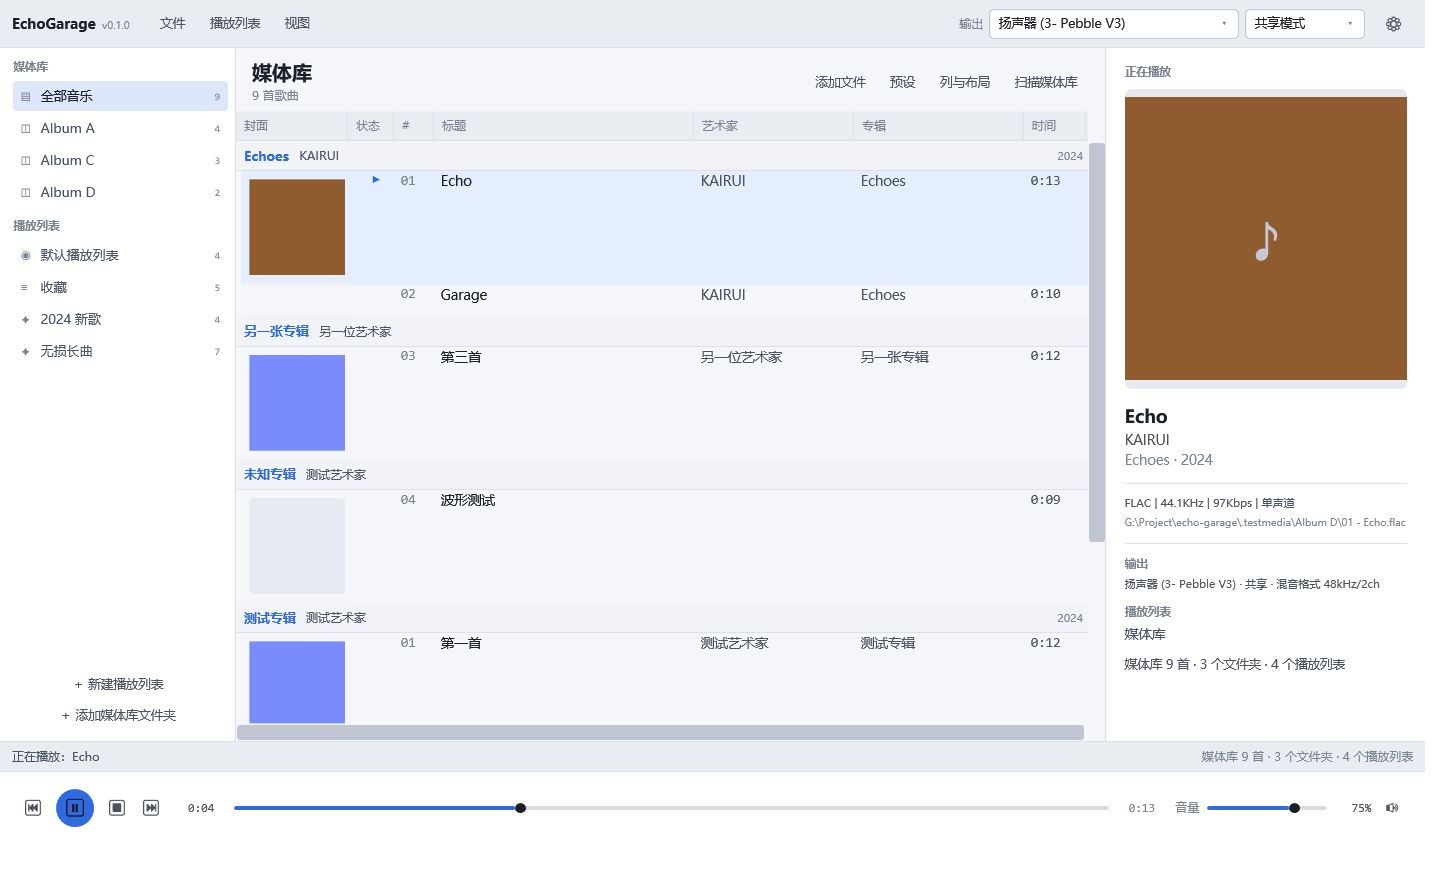 EchoGarage v0.1.0 文件 播放列表 视图 输出 扬声器 (3- Pebble V3) 共享模式
媒体库
全部音乐 9
Album A 4
Album C 3
Album D 2
播放列表
默认播放列表 4
收藏 5
2024 新歌 4
无损长曲 7
+ 新建播放列表
+ 添加媒体库文件夹
媒体库
9 首歌曲
添加文件 预设 列与布局 扫描媒体库
封面 状态 # 标题 艺术家 专辑 时间
Echoes KAIRUI 2024
01 Echo KAIRUI Echoes 0:13
02 Garage KAIRUI Echoes 0:10
另一张专辑 另一位艺术家
03 第三首 另一位艺术家 另一张专辑 0:12
未知专辑 测试艺术家
04 波形测试 0:09
测试专辑 测试艺术家 2024
01 第一首 测试艺术家 测试专辑 0:12
正在播放
Echo
KAIRUI
Echoes · 2024
FLAC | 44.1KHz | 97Kbps | 单声道
G:\Project\echo-garage\.testmedia\Album D\01 - Echo.flac
输出
扬声器 (3- Pebble V3) · 共享 · 混音格式 48kHz/2ch
播放列表
媒体库
媒体库 9 首 · 3 个文件夹 · 4 个播放列表
正在播放: Echo 媒体库 9 首 · 3 个文件夹 · 4 个播放列表
0:04 0:13 音量 75%